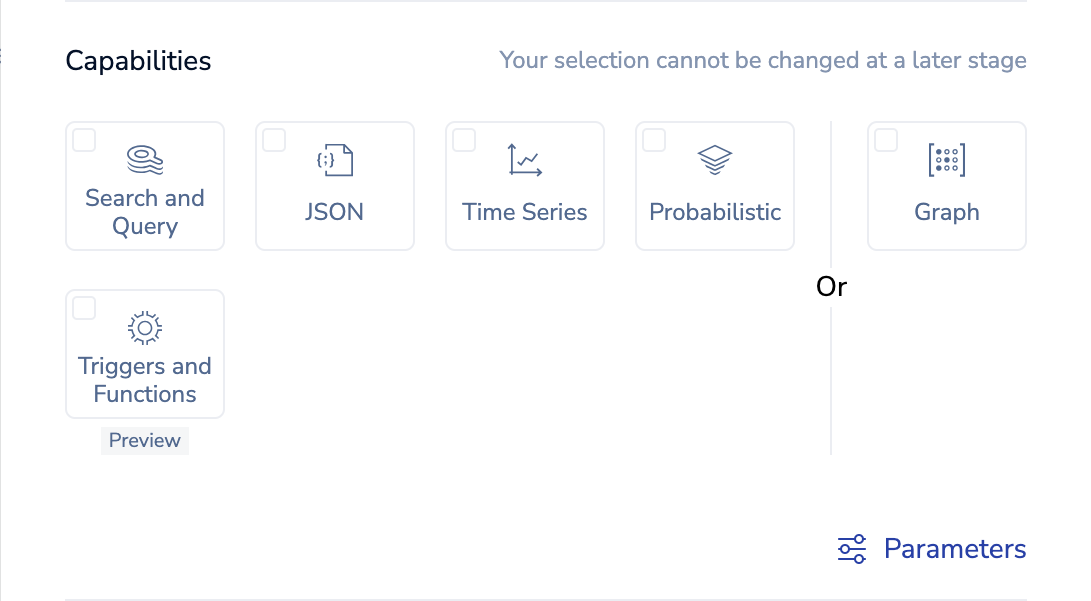 Capabilities
Your selection cannot be changed at a later stage
Search and
Query
{;}
JSON
Time Series
Probabilistic
Graph
Or
Triggers and
Functions
Preview
Parameters